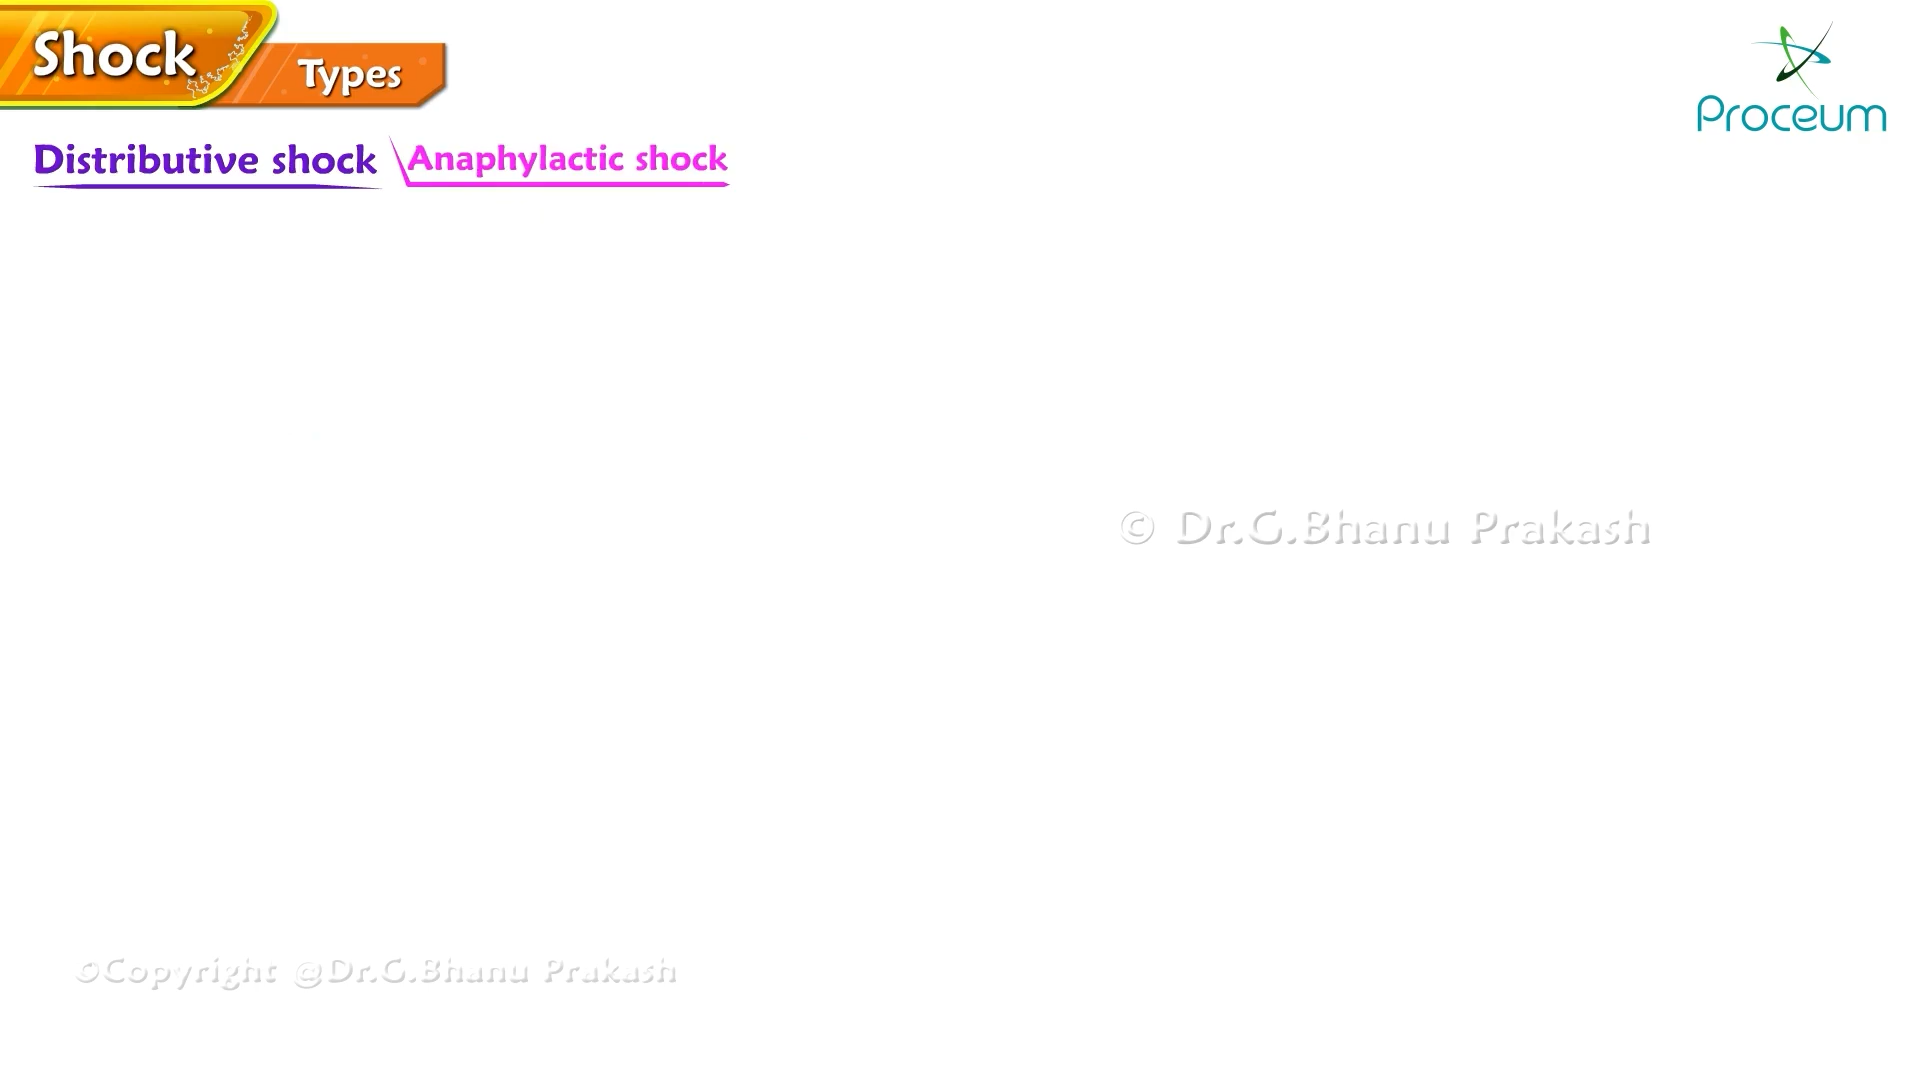 Shock
Types
Proceum
Distributive shock
Anaphylactic shock
© Dr.G.Bhanu Prakash
©Copyright @Dr.G.Bhanu Prakash